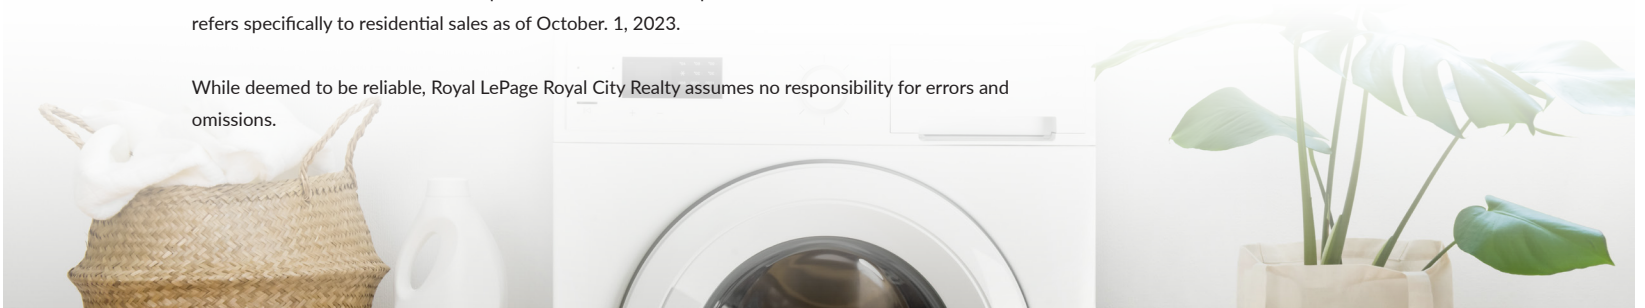 refers specifically to residential sales as of October. 1, 2023.
While deemed to be reliable, Royal LePage Royal City Realty assumes no responsibility for errors and
omissions.